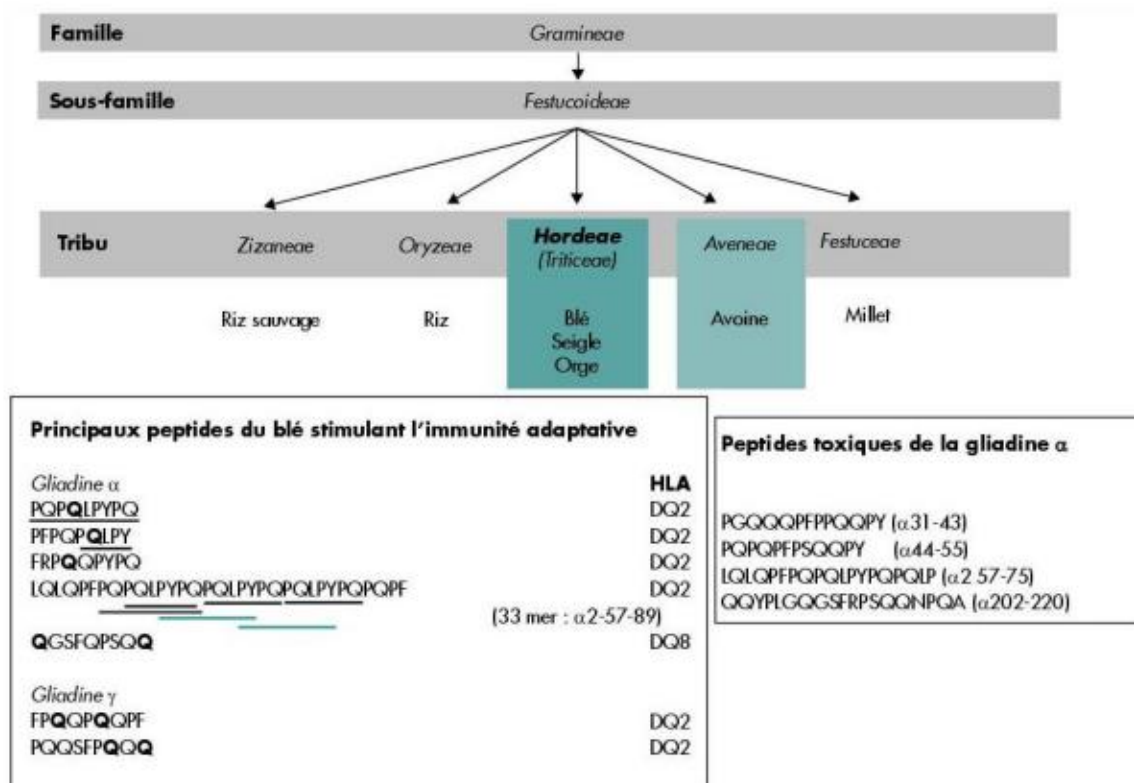 Famille Gramineae
Sous-famille Festucoideae
Tribu Zizaneae Oryzeae Hordeae Aveneae Festuceae
(Triticeae)
Riz sauvage Riz Blé Avoine Millet
Seigle
Orge
Principaux peptides du blé stimulant l'immunité adaptative
Gliadine α HLA
PQPQLPYPQ DQ2
PFPQPQLPY DQ2
FRPQQPYPQ DQ2
LQLQPFPQPQLPYPQPQLPYPQPQLPYPQPQPF DQ2
(33 mer : α2-57-89)
QGSFQPSQQ DQ8
Gliadine γ
FPQQPQQPF DQ2
PQQSFPQQQ DQ2
Peptides toxiques de la gliadine α
PGQQQPFPPQQPY (α31-43)
PQPQPFPSQQPY (α44-55)
LQLQPFPQPQLPYPQPQLP (α2 57-75)
QQYPLGQGSFRPSQQNPQA (α202-220)